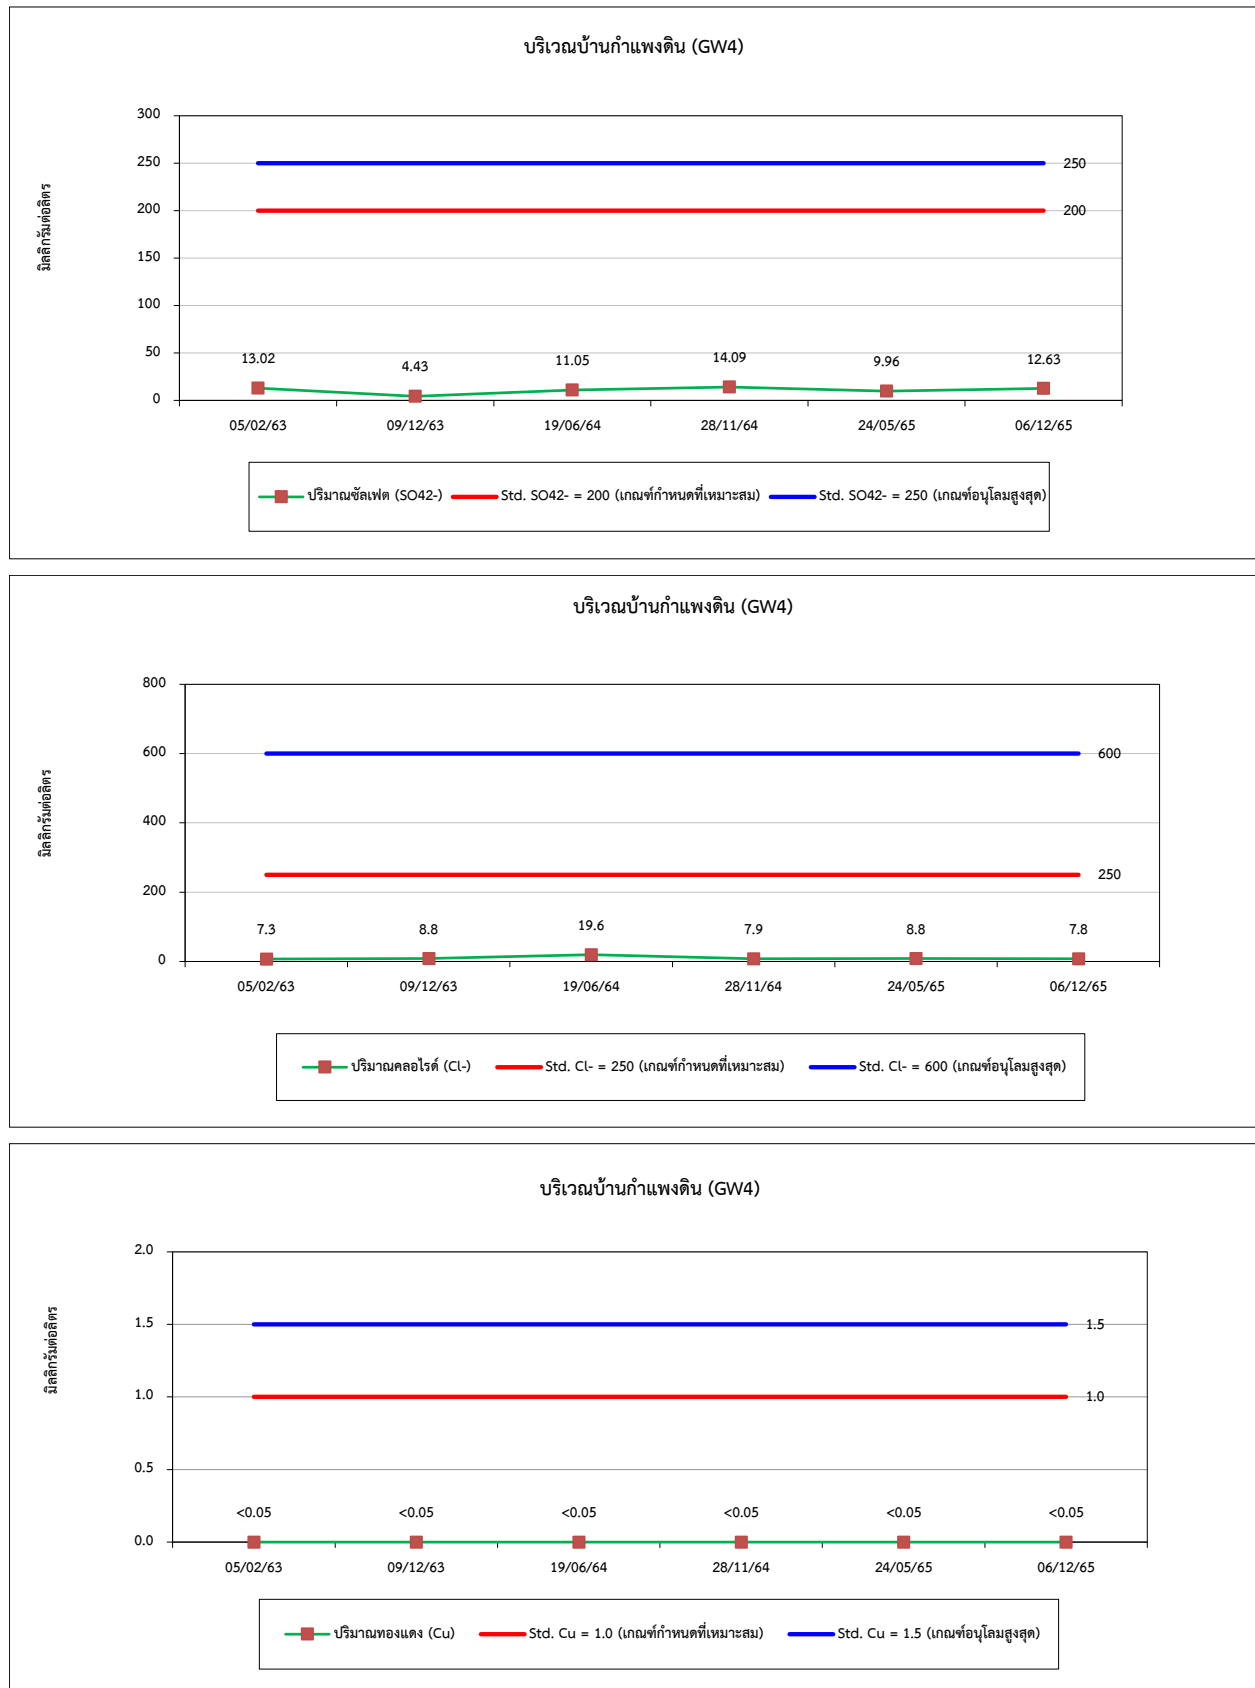 บริเวณบ้านกำแพงดิน (GW4)
มิลลิกรัมต่อลิตร
300
250
200
150
100
50
0
250
200
13.02 4.43 11.05 14.09 9.96 12.63
05/02/63 09/12/63 19/06/64 28/11/64 24/05/65 06/12/65
ปริมาณซัลเฟต (SO42-) Std. SO42- = 200 (เกณฑ์กำหนดที่เหมาะสม) Std. SO42- = 250 (เกณฑ์อนุโลมสูงสุด)
บริเวณบ้านกำแพงดิน (GW4)
มิลลิกรัมต่อลิตร
800
600
400
200
0
600
250
7.3 8.8 19.6 7.9 8.8 7.8
05/02/63 09/12/63 19/06/64 28/11/64 24/05/65 06/12/65
ปริมาณคลอไรด์ (Cl-) Std. Cl- = 250 (เกณฑ์กำหนดที่เหมาะสม) Std. Cl- = 600 (เกณฑ์อนุโลมสูงสุด)
บริเวณบ้านกำแพงดิน (GW4)
มิลลิกรัมต่อลิตร
2.0
1.5
1.0
0.5
0.0
1.5
1.0
<0.05 <0.05 <0.05 <0.05 <0.05 <0.05
05/02/63 09/12/63 19/06/64 28/11/64 24/05/65 06/12/65
ปริมาณทองแดง (Cu) Std. Cu = 1.0 (เกณฑ์กำหนดที่เหมาะสม) Std. Cu = 1.5 (เกณฑ์อนุโลมสูงสุด)